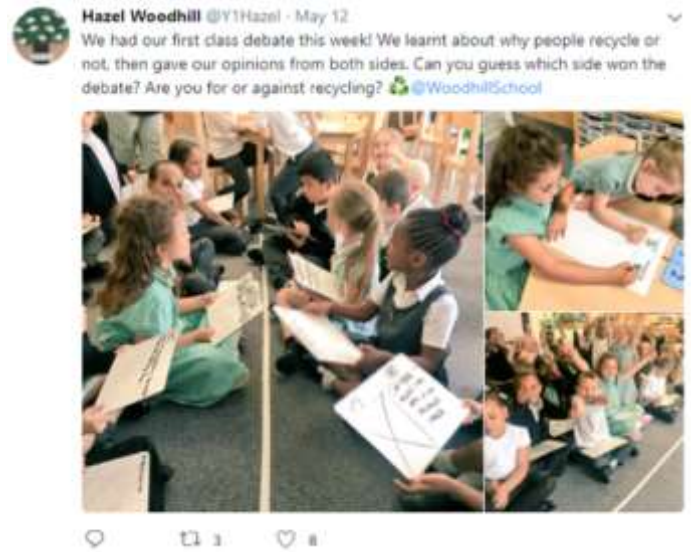 Hazel Woodhill @Y1Hazel · May 12
We had our first class debate this week! We learnt about why people recycle or
not, then gave our opinions from both sides. Can you guess which side won the
debate? Are you for or against recycling? ♻ @WoodhillSchool
3
8